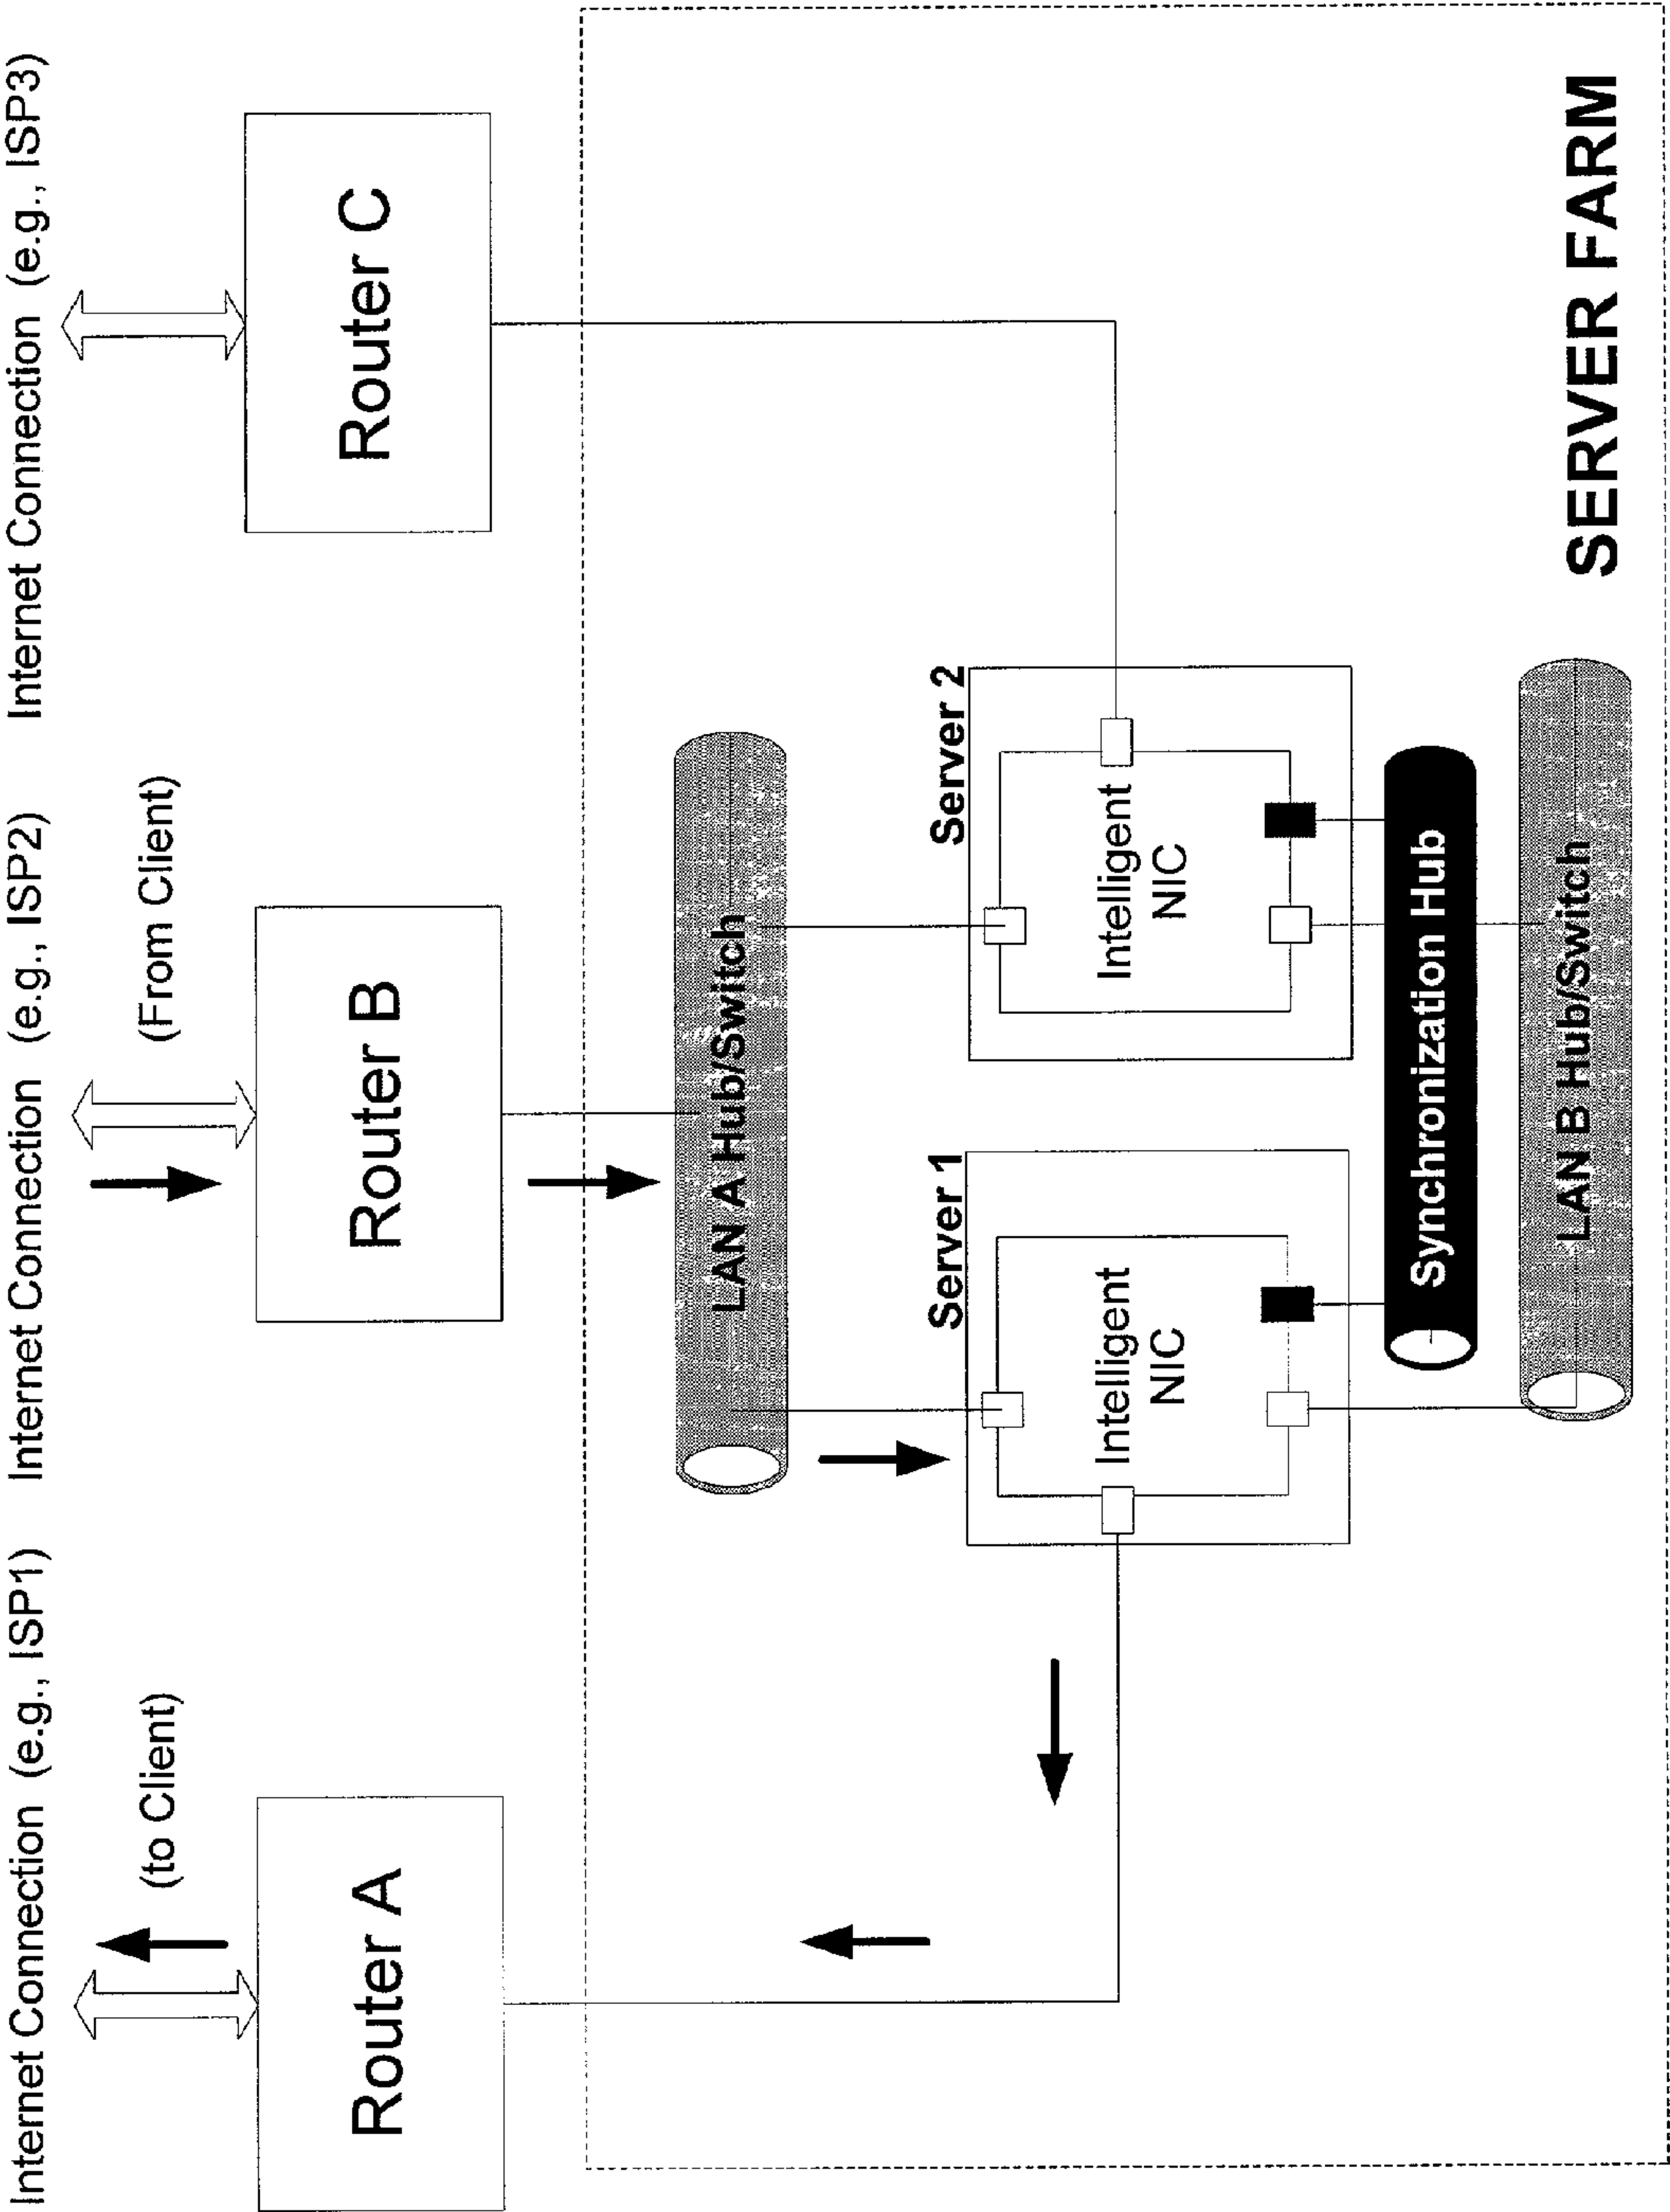 Internet Connection (e.g., ISP1)
Internet Connection (e.g., ISP2)
Internet Connection (e.g., ISP3)
(to Client)
(From Client)
Router A
Router B
Router C
LAN A Hub/Switch
Server 1
Server 2
Intelligent
NIC
Intelligent
NIC
Synchronization Hub
LAN B Hub/Switch
SERVER FARM